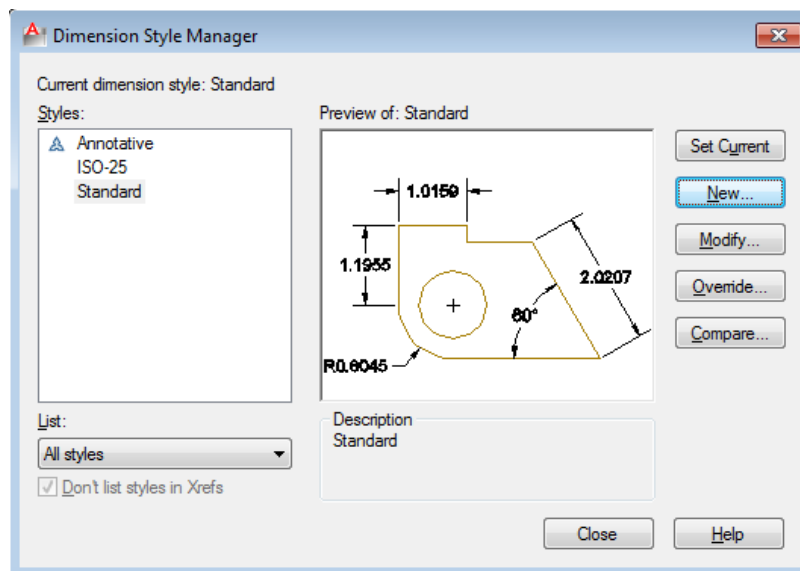 Dimension Style Manager
Current dimension style: Standard
Styles:
Annotative
ISO-25
Standard
Preview of: Standard
1.0159
1.1955
2.0207
60°
R0.8045
Set Current
New...
Modify...
Override...
Compare...
List:
All styles
Don't list styles in Xrefs
Description
Standard
Close
Help